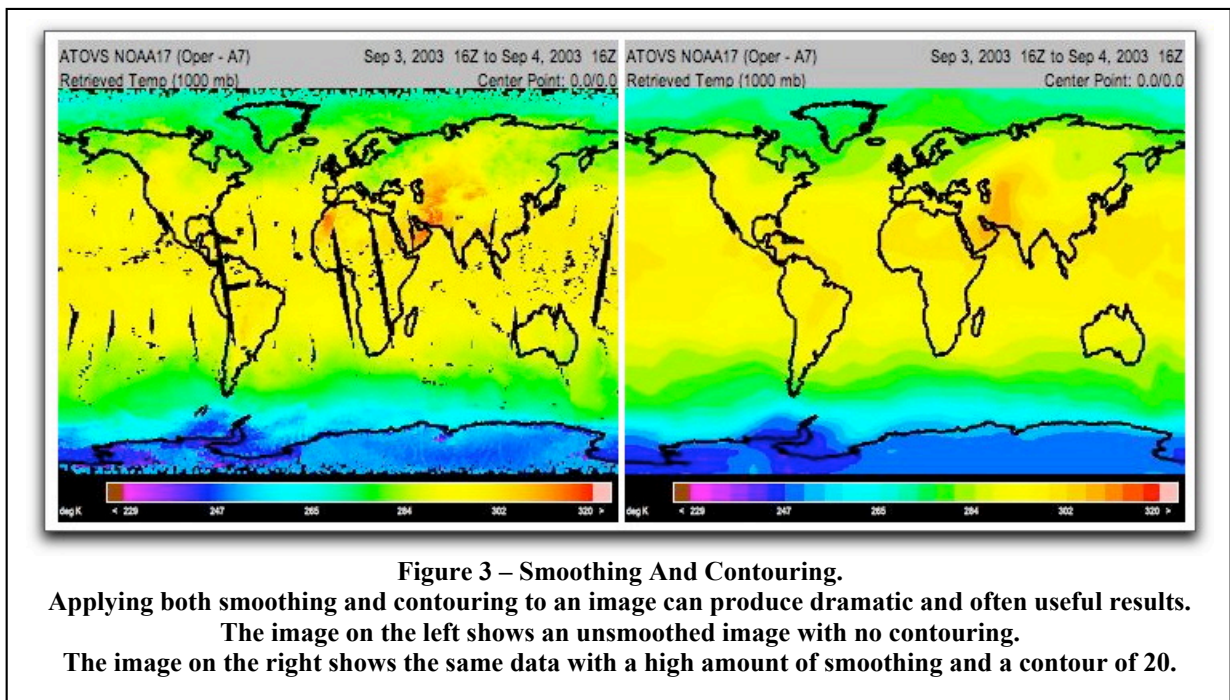 ATOVS NOAA17 (Oper - A7) Sep 3, 2003 16Z to Sep 4, 2003 16Z
Retrieved Temp (1000 mb) Center Point: 0.0/0.0
deg K < 229 247 265 284 302 320 >
ATOVS NOAA17 (Oper - A7) Sep 3, 2003 16Z to Sep 4, 2003 16Z
Retrieved Temp (1000 mb) Center Point: 0.0/0.0
deg K < 229 247 265 284 302 320 >
Figure 3 – Smoothing And Contouring.
Applying both smoothing and contouring to an image can produce dramatic and often useful results.
The image on the left shows an unsmoothed image with no contouring.
The image on the right shows the same data with a high amount of smoothing and a contour of 20.